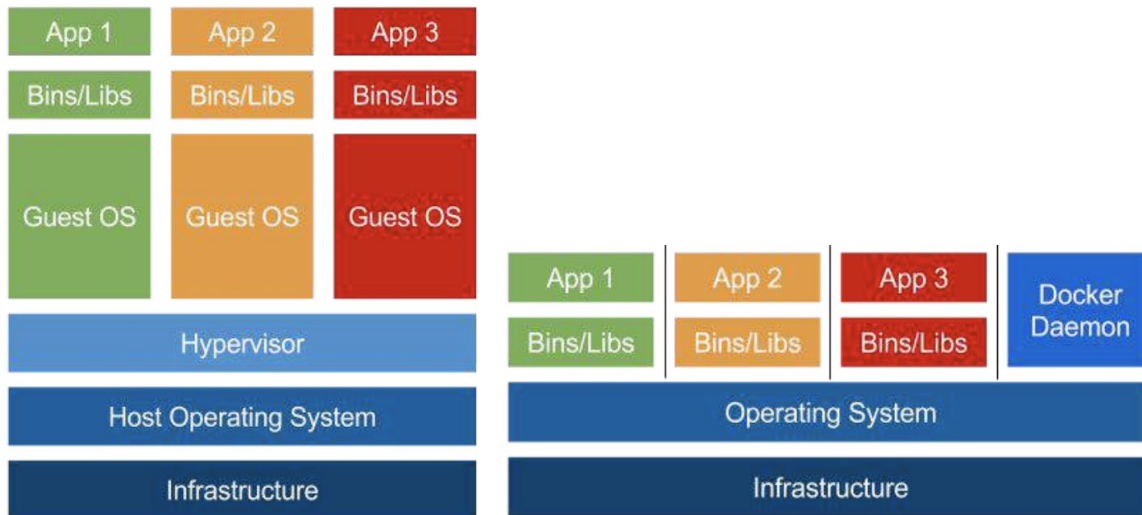 App 1
App 2
App 3
Bins/Libs
Bins/Libs
Bins/Libs
Guest OS
Guest OS
Guest OS
Hypervisor
Host Operating System
Infrastructure
App 1
App 2
App 3
Docker
Daemon
Bins/Libs
Bins/Libs
Bins/Libs
Operating System
Infrastructure